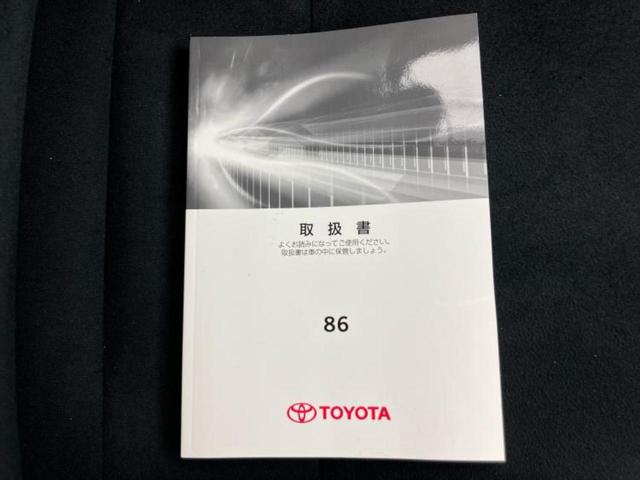 取扱書
よくお読みになってご使用ください。
取扱書は車の中に保管しましょう。
86
TOYOTA